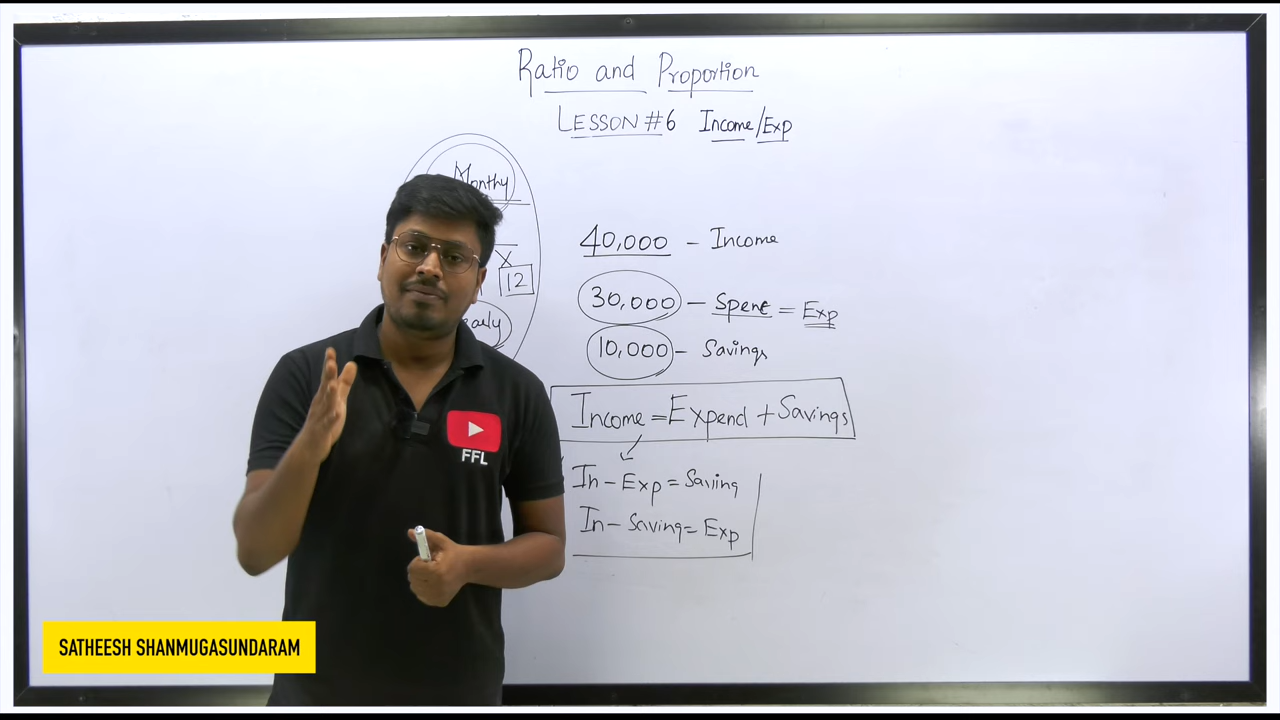 Ratio and Proportion
LESSON #6 Income/Exp
Monthy
X
12
40,000 - Income
30,000 - Spent = Exp
10,000 - Savings
Income = Expend + Savings
In - Exp = Saving
In - Saving = Exp
FFL
SATHEESH SHANMUGASUNDARAM